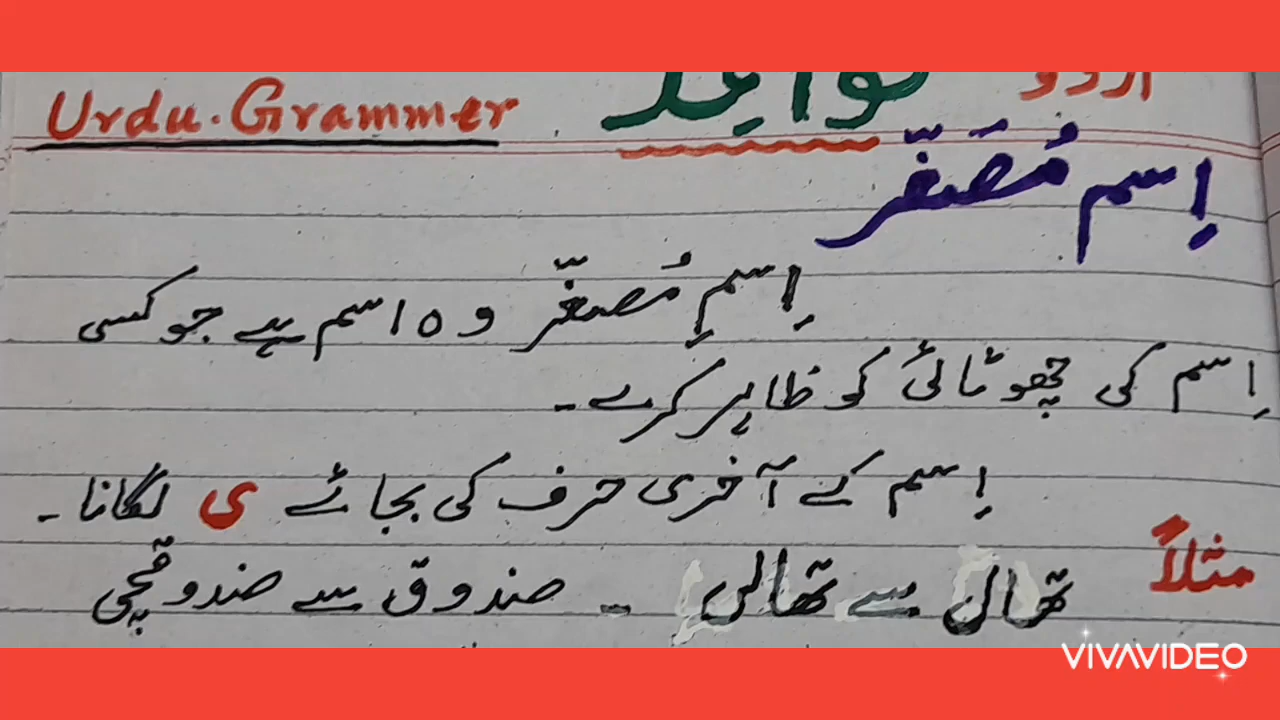 اردو قواعد Urdu.Grammer
اِسم مُصَغّر
اِسمِ مُصغّر وہ اسم ہے جو کسی
اِسم کی چھوٹائی کو ظاہر کرے۔
اِسم کے آخری حرف کی بجائے ی لگانا۔
مثلاً تھال سے تھالی ۔ صندوق سے صندوقچی
VIVAVIDEO